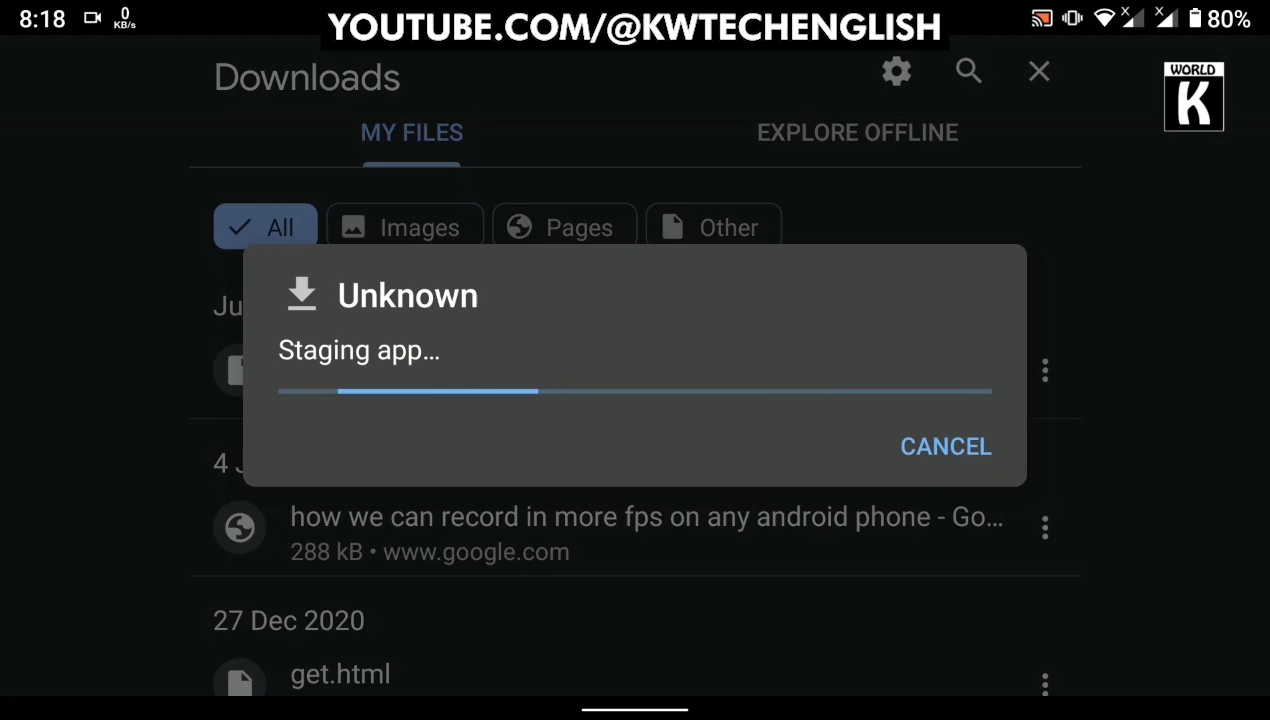 8:18
0
KB/s
YOUTUBE.COM/@KWTECHENGLISH
80%
Downloads
WORLD
K
MY FILES
EXPLORE OFFLINE
All
Images
Pages
Other
Ju
Unknown
Staging app...
CANCEL
4 J
how we can record in more fps on any android phone - Go...
288 kB • www.google.com
27 Dec 2020
get.html